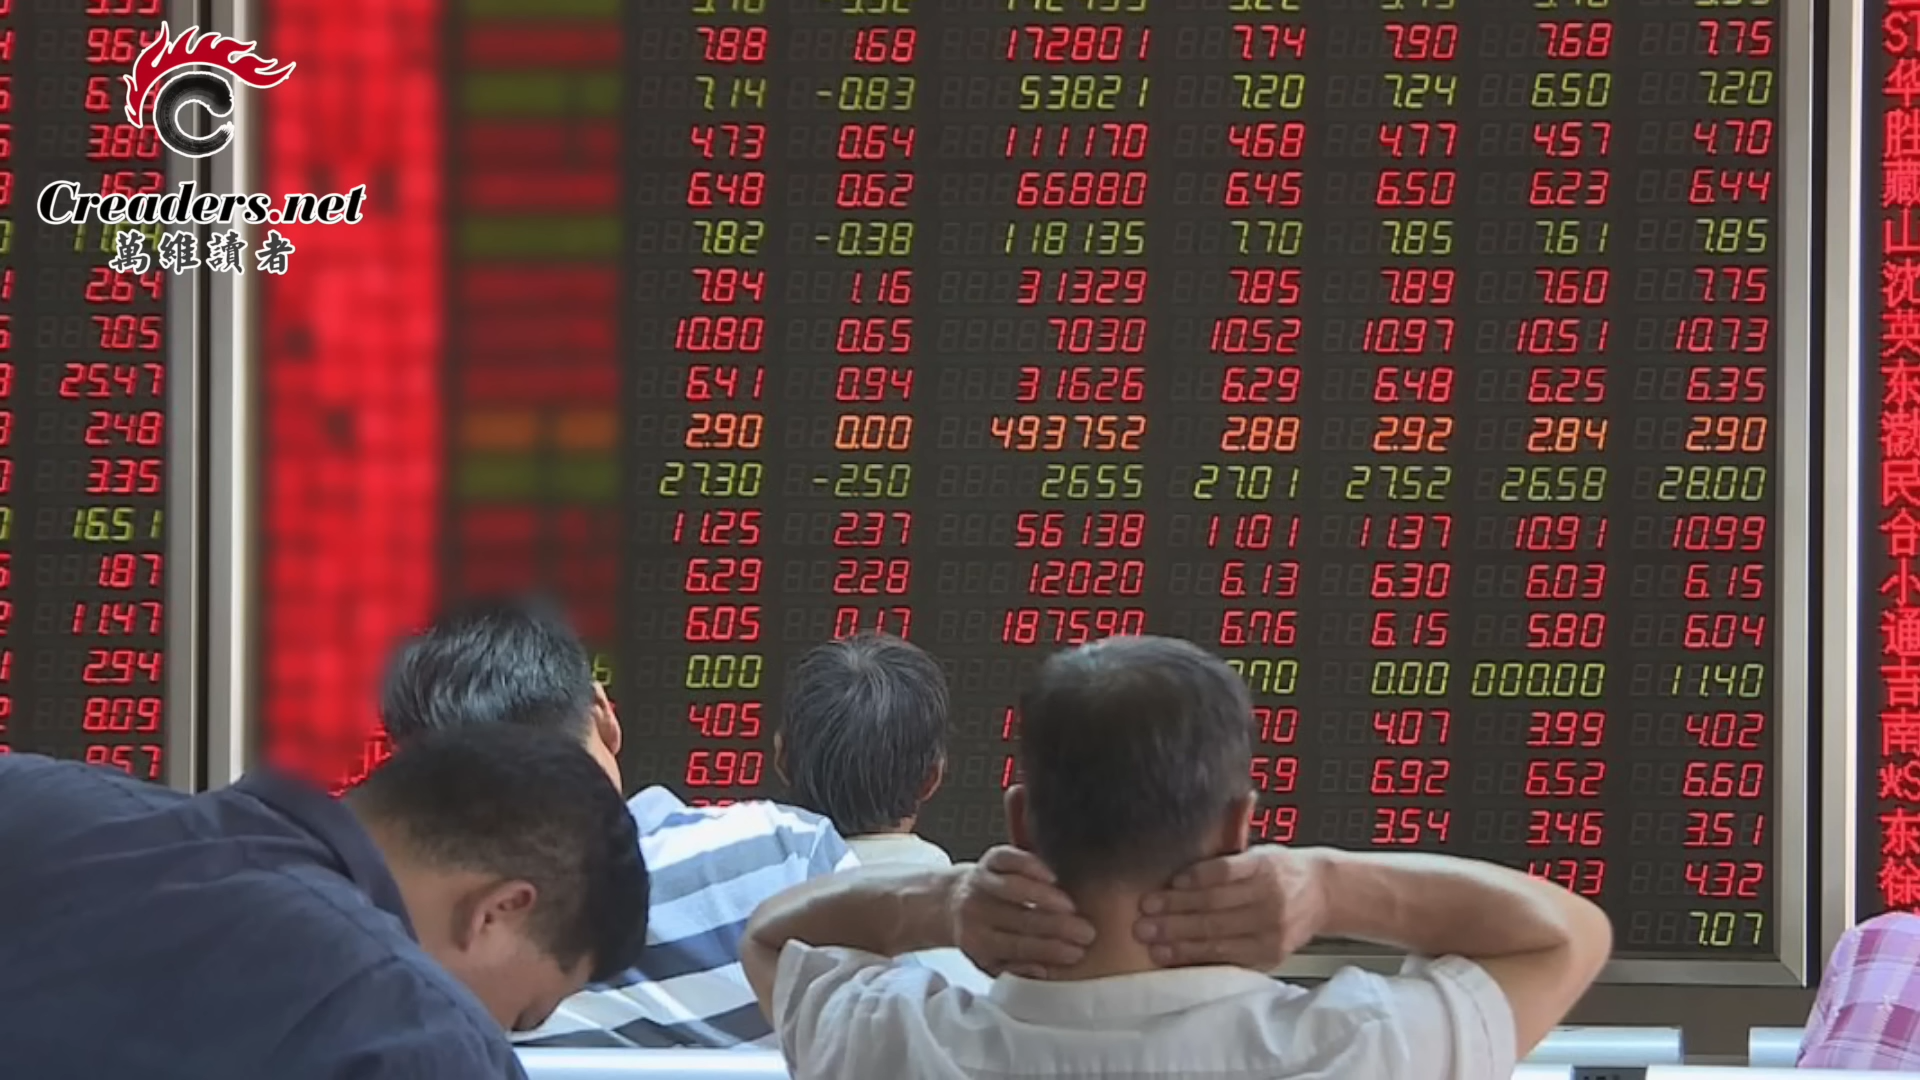 Creaders.net
萬維讀者
7.88 1.68 172801 7.74 7.90 7.68 7.75
9.64
7.14 -0.83 53821 7.20 7.24 6.50 7.20
华
3.80 4.73 0.64 111170 4.68 4.77 4.57 4.70
胜
6.48 0.62 66880 6.45 6.50 6.23 6.44
藏
7.82 -0.38 118135 7.70 7.85 7.61 7.85
山
2.64 7.84 1.16 31329 7.85 7.89 7.60 7.75
沈
7.05 10.80 0.65 7030 10.52 10.97 10.51 10.73
英
25.47 6.41 0.94 31626 6.29 6.48 6.25 6.35
东
2.48 2.90 0.00 493752 2.88 2.92 2.84 2.90
渤
3.35 27.30 -2.50 2655 27.01 27.52 26.58 28.00
民
16.51 11.25 2.37 56138 11.01 11.37 10.91 10.99
合
1.87 6.29 2.28 12020 6.13 6.30 6.03 6.15
小
11.47 6.05 0.17 187590 6.15 5.80 6.04
通
2.94 0.00 0.00 000.00 11.40
吉
8.09 4.05 4.07 3.99 4.02
南
8.57 6.90 6.92 6.52 6.60
3.54 3.46 3.51
东
4.32
徐
7.07